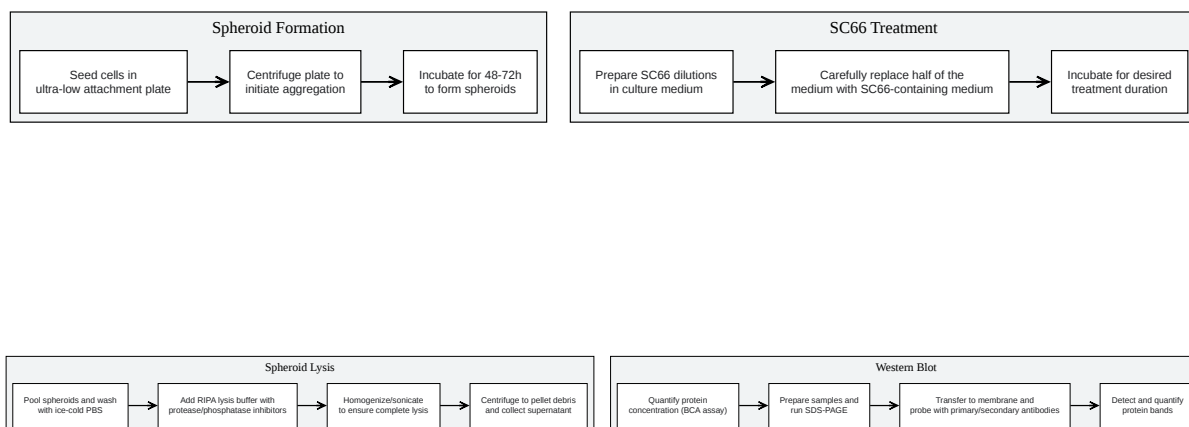 Spheroid Formation
Seed cells in
ultra-low attachment plate
Centrifuge plate to
initiate aggregation
Incubate for 48-72h
to form spheroids
SC66 Treatment
Prepare SC66 dilutions
in culture medium
Carefully replace half of the
medium with SC66-containing medium
Incubate for desired
treatment duration
Spheroid Lysis
Pool spheroids and wash
with ice-cold PBS
Add RIPA lysis buffer with
protease/phosphatase inhibitors
Homogenize/sonicate
to ensure complete lysis
Centrifuge to pellet debris
and collect supernatant
Western Blot
Quantify protein
concentration (BCA assay)
Prepare samples and
run SDS-PAGE
Transfer to membrane and
probe with primary/secondary antibodies
Detect and quantify
protein bands